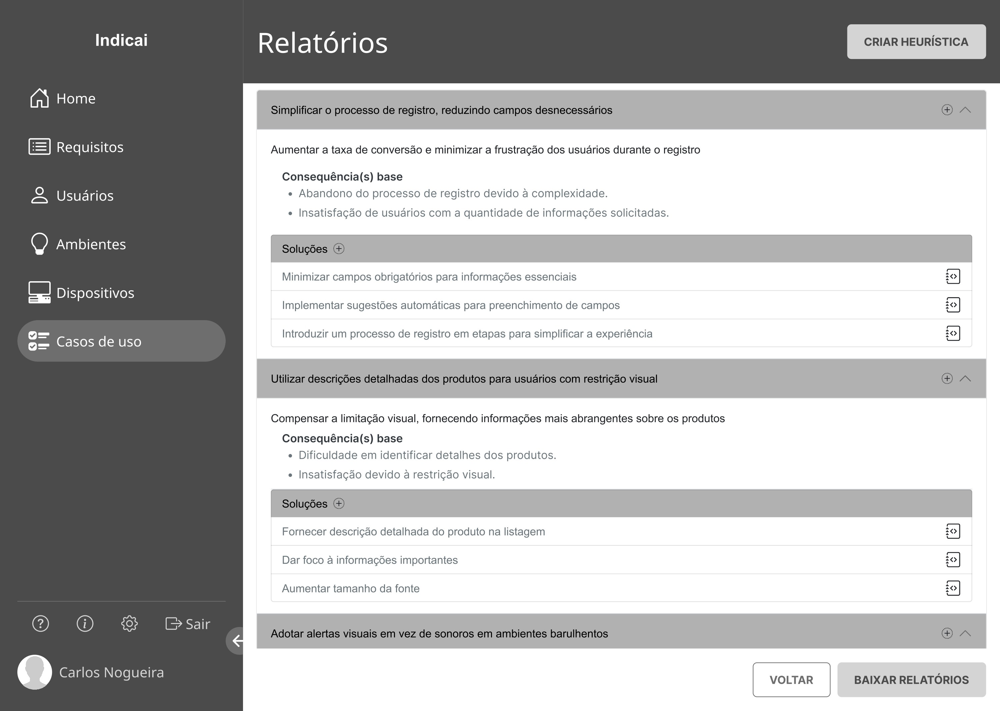 Indicai
Home
Requisitos
Usuários
Ambientes
Dispositivos
Casos de uso
Sair
Carlos Nogueira
Relatórios
CRIAR HEURÍSTICA
Simplificar o processo de registro, reduzindo campos desnecessários
Aumentar a taxa de conversão e minimizar a frustração dos usuários durante o registro
Consequência(s) base
• Abandono do processo de registro devido à complexidade.
• Insatisfação de usuários com a quantidade de informações solicitadas.
Soluções
Minimizar campos obrigatórios para informações essenciais
Implementar sugestões automáticas para preenchimento de campos
Introduzir um processo de registro em etapas para simplificar a experiência
Utilizar descrições detalhadas dos produtos para usuários com restrição visual
Compensar a limitação visual, fornecendo informações mais abrangentes sobre os produtos
Consequência(s) base
• Dificuldade em identificar detalhes dos produtos.
• Insatisfação devido à restrição visual.
Soluções
Fornecer descrição detalhada do produto na listagem
Dar foco à informações importantes
Aumentar tamanho da fonte
Adotar alertas visuais em vez de sonoros em ambientes barulhentos
VOLTAR
BAIXAR RELATÓRIOS